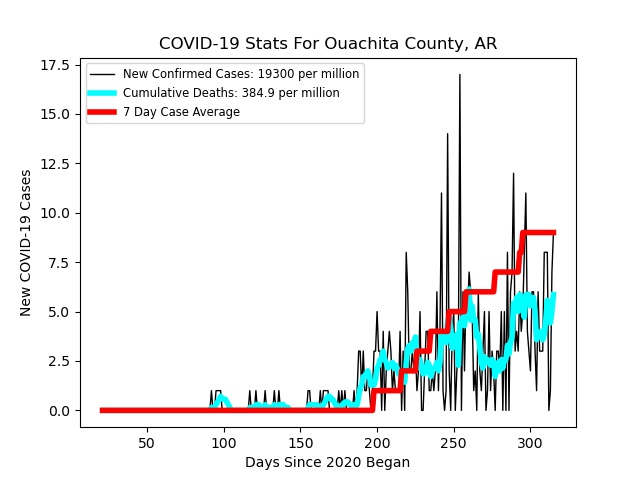 COVID-19 Stats For Ouachita County, AR
New Confirmed Cases: 19300 per million
Cumulative Deaths: 384.9 per million
7 Day Case Average
New COVID-19 Cases
17.5
15.0
12.5
10.0
7.5
5.0
2.5
0.0
50 100 150 200 250 300
Days Since 2020 Began